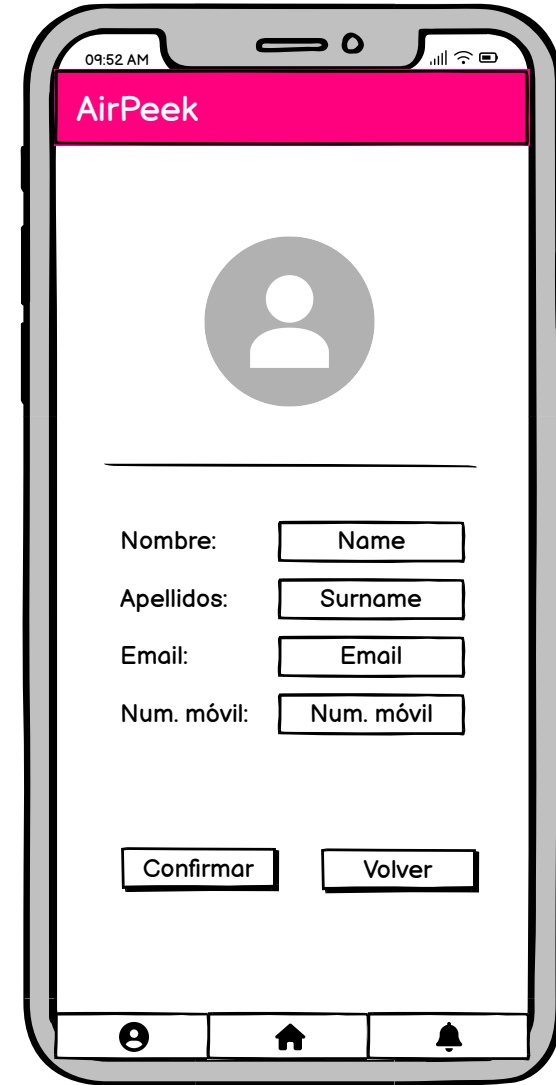 09:52 AM
AirPeek
Nombre: Name
Apellidos: Surname
Email: Email
Num. móvil: Num. móvil
Confirmar Volver